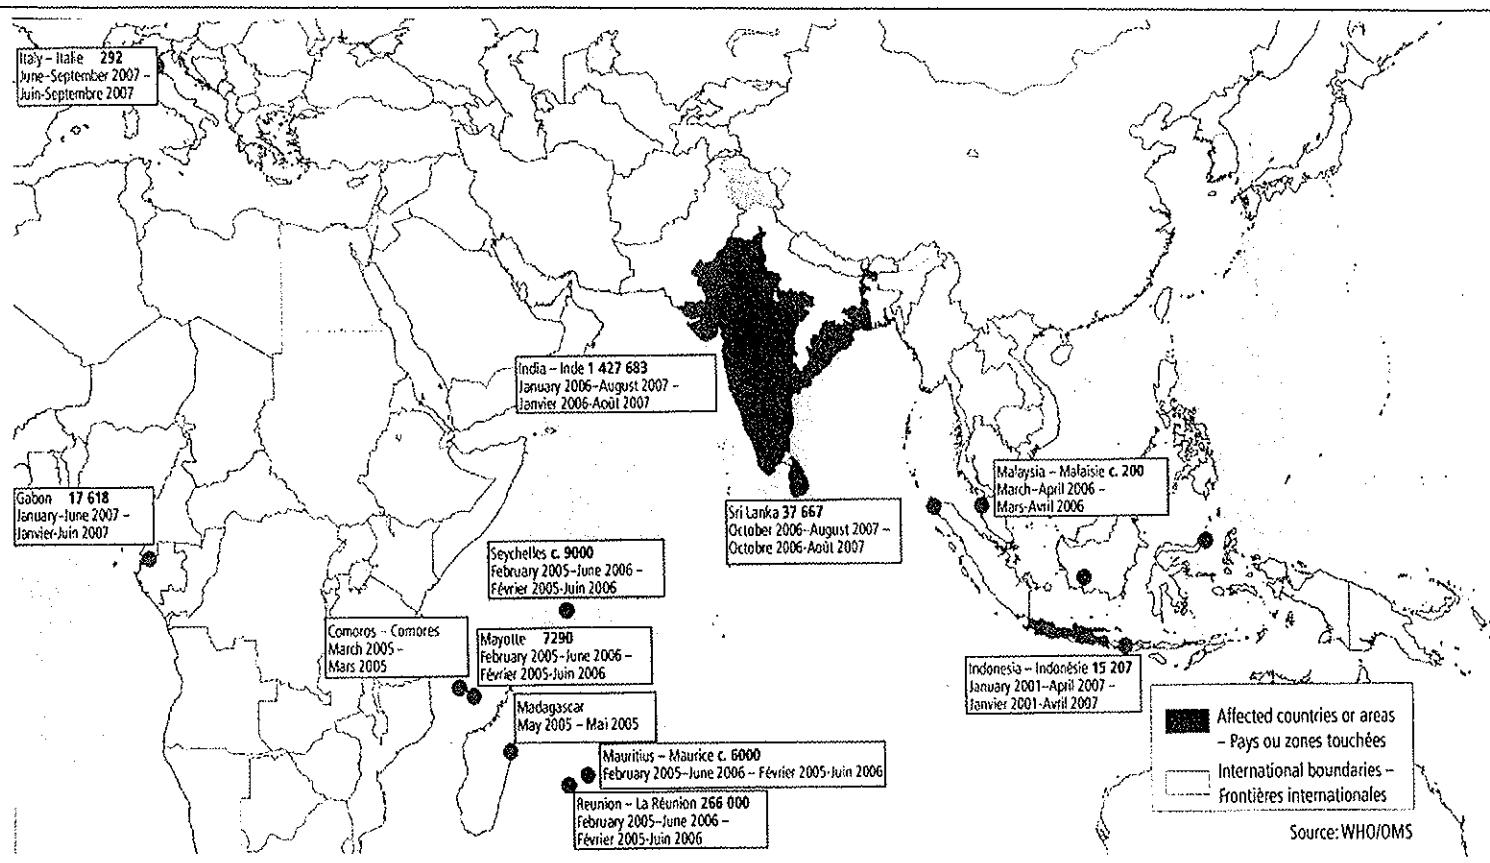 Italy – Italie 292
June–September 2007 –
Juin-Septembre 2007
India – Inde 1 427 683
January 2006–August 2007 –
Janvier 2006-Août 2007
Gabon 17 618
January–June 2007 –
Janvier-Juin 2007
Malaysia – Malaisie c. 200
March–April 2006 –
Mars-Avril 2006
Sri Lanka 37 667
October 2006–August 2007 –
Octobre 2006-Août 2007
Seychelles c. 9000
February 2005–June 2006 –
Février 2005-Juin 2006
Comoros – Comores
March 2005 –
Mars 2005
Mayotte 7290
February 2005–June 2006 –
Février 2005-Juin 2006
Madagascar
May 2005 – Mai 2005
Mauritius – Maurice c. 6000
February 2005–June 2006 – Février 2005-Juin 2006
Reunion – La Réunion 266 000
February 2005–June 2006 –
Février 2005-Juin 2006
Indonesia – Indonésie 15 207
January 2001–April 2007 –
Janvier 2001-Avril 2007
Affected countries or areas
– Pays ou zones touchées
International boundaries –
Frontières internationales
Source: WHO/OMS